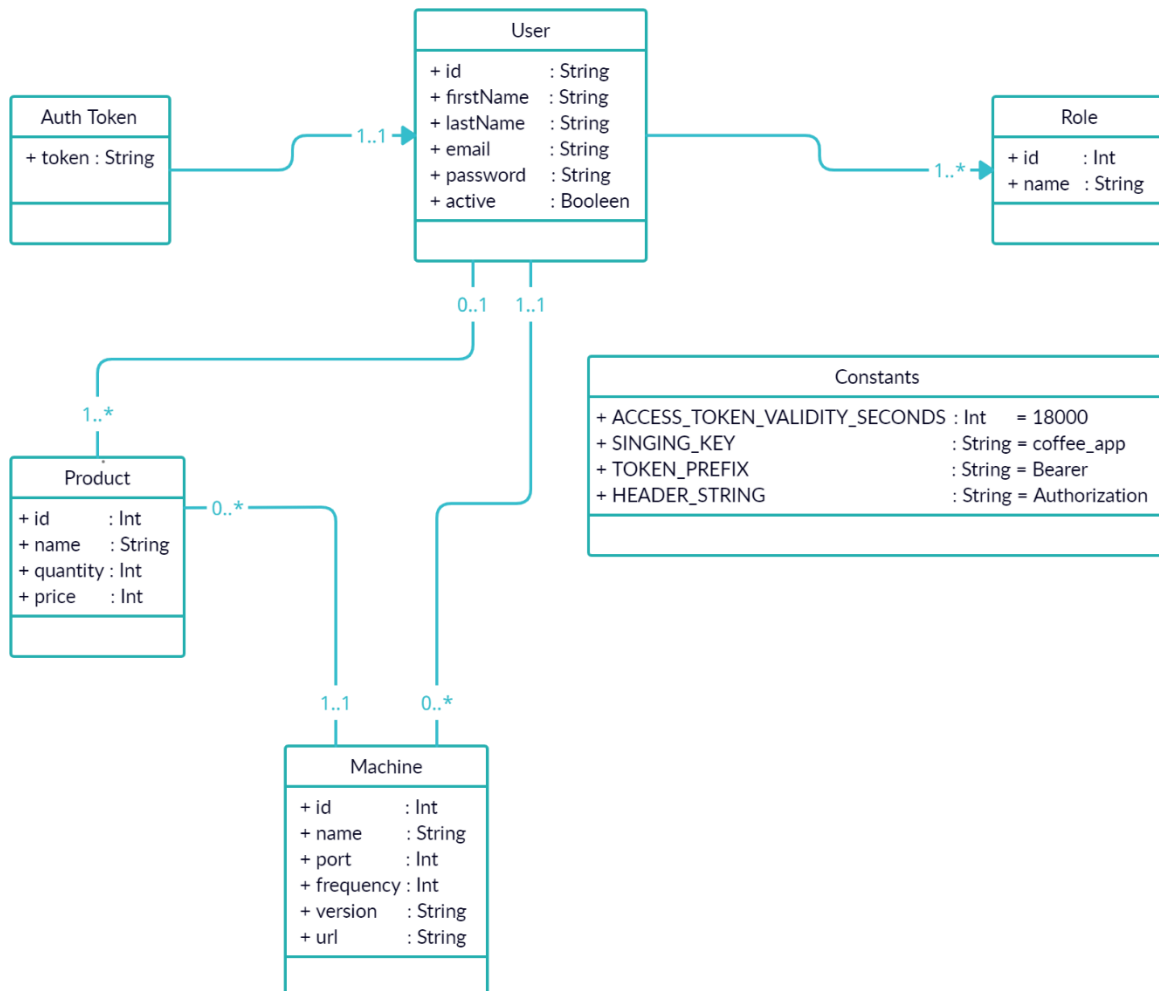 User
+ id : String
+ firstName : String
+ lastName : String
+ email : String
+ password : String
+ active : Booleen
Auth Token
+ token : String
1..1
Role
+ id : Int
+ name : String
1..*
0..1
1..1
Constants
+ ACCESS_TOKEN_VALIDITY_SECONDS : Int = 18000
+ SINGING_KEY : String = coffee_app
+ TOKEN_PREFIX : String = Bearer
+ HEADER_STRING : String = Authorization
1..*
Product
+ id : Int
+ name : String
+ quantity : Int
+ price : Int
0..*
1..1
0..*
Machine
+ id : Int
+ name : String
+ port : Int
+ frequency : Int
+ version : String
+ url : String